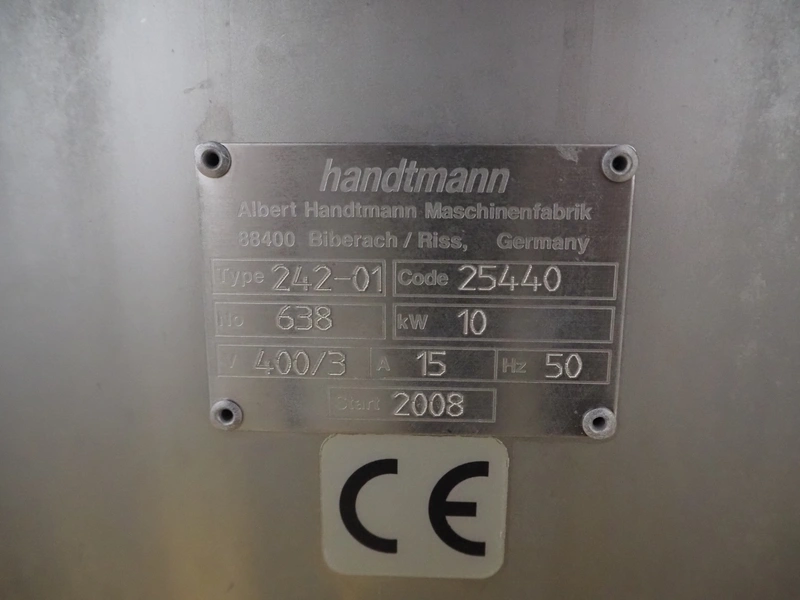 handtmann
Albert Handtmann Maschinenfabrik
88400 Biberach / Riss, Germany
Type 242-01 Code 25440
No 638 kW 10
V 400/3 A 15 Hz 50
Start 2008
CE